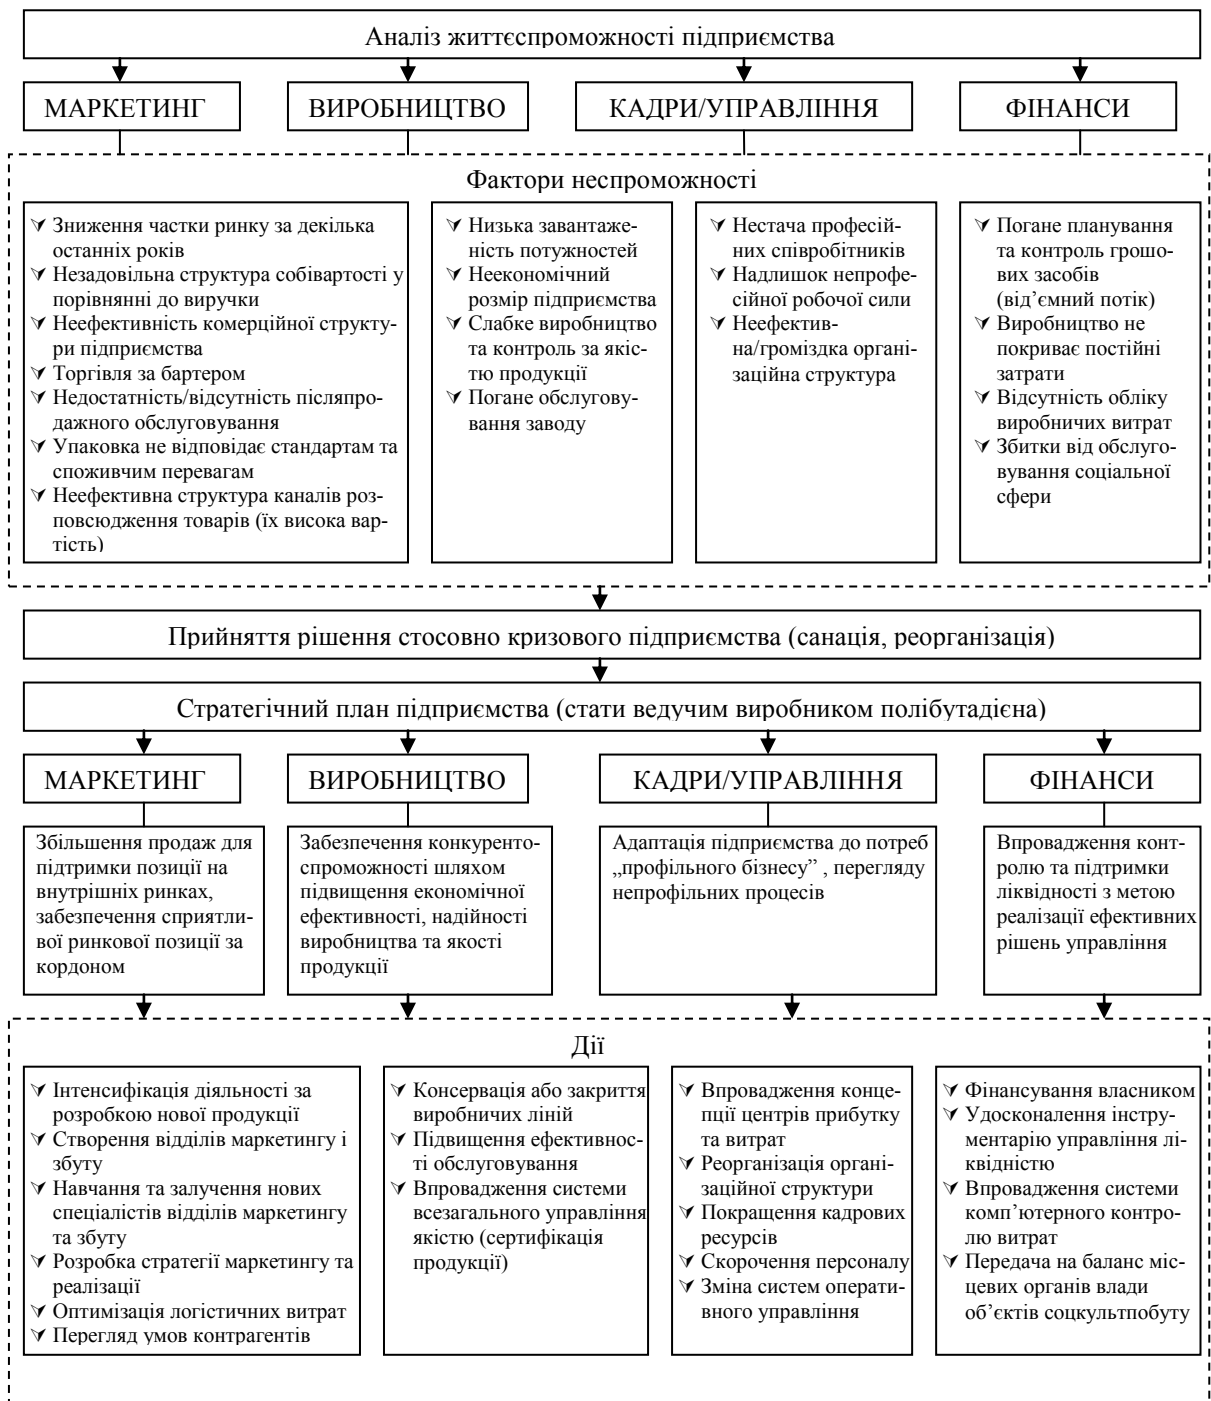 Аналіз життєспроможності підприємства
МАРКЕТИНГ
ВИРОБНИЦТВО
КАДРИ/УПРАВЛІННЯ
ФІНАНСИ
Фактори неспроможності
Зниження частки ринку за декілька
останніх років
Незадовільна структура собівартості у
порівнянні до виручки
Неефективність комерційної структу-
ри підприємства
Торгівля за бартером
Недостатність/відсутність післяпро-
дажного обслуговування
Упаковка не відповідає стандартам та
споживчим перевагам
Неефективна структура каналів роз-
повсюдження товарів (їх висока вар-
тість)
Низька завантаже-
ність потужностей
Неекономічний
розмір підприємства
Слабке виробництво
та контроль за якіс-
тю продукції
Погане обслугову-
вання заводу
Нестача професій-
них співробітників
Надлишок непрофе-
сійної робочої сили
Неефектив-
на/громіздка органі-
заційна структура
Погане планування
та контроль грошо-
вих засобів
(від’ємний потік)
Виробництво не
покриває постійні
затрати
Відсутність обліку
виробничих витрат
Збитки від обслуго-
вування соціальної
сфери
Прийняття рішення стосовно кризового підприємства (санація, реорганізація)
Стратегічний план підприємства (стати ведучим виробником полібутадієна)
МАРКЕТИНГ
ВИРОБНИЦТВО
КАДРИ/УПРАВЛІННЯ
ФІНАНСИ
Збільшення продаж для
підтримки позиції на
внутрішніх ринках,
забезпечення сприятли-
вої ринкової позиції за
кордоном
Забезпечення конкуренто-
спроможності шляхом
підвищення економічної
ефективності, надійності
виробництва та якості
продукції
Адаптація підприємства до потреб
„профільного бізнесу” , перегляду
непрофільних процесів
Впровадження конт-
ролю та підтримки
ліквідності з метою
реалізації ефективних
рішень управління
Дії
Інтенсифікація діяльності за
розробкою нової продукції
Створення відділів маркетингу і
збуту
Навчання та залучення нових
спеціалістів відділів маркетингу
та збуту
Розробка стратегії маркетингу та
реалізації
Оптимізація логістичних витрат
Перегляд умов контрагентів
Консервація або закриття
виробничих ліній
Підвищення ефективнос-
ті обслуговування
Впровадження системи
всезагального управління
якістю (сертифікація
продукції)
Впровадження конце-
пції центрів прибутку
та витрат
Реорганізація органі-
заційної структури
Покращення кадрових
ресурсів
Скорочення персоналу
Зміна систем операти-
вного управління
Фінансування власником
Удосконалення інстру-
ментарію управління лі-
квідністю
Впровадження системи
комп’ютерного контро-
лю витрат
Передача на баланс міс-
цевих органів влади
об’єктів соцкультпобуту